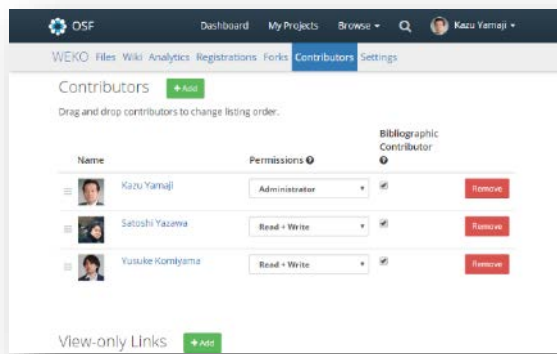 OSF Dashboard My Projects Browse Kazu Yamaji
WEKO Files Wiki Analytics Registrations Forks Contributors Settings
Contributors + Add
Drag and drop contributors to change listing order.
Name Permissions ? Bibliographic Contributor ?
Kazu Yamaji Administrator Remove
Satoshi Yazawa Read + Write Remove
Yusuke Komiyama Read + Write Remove
View-only Links + Add